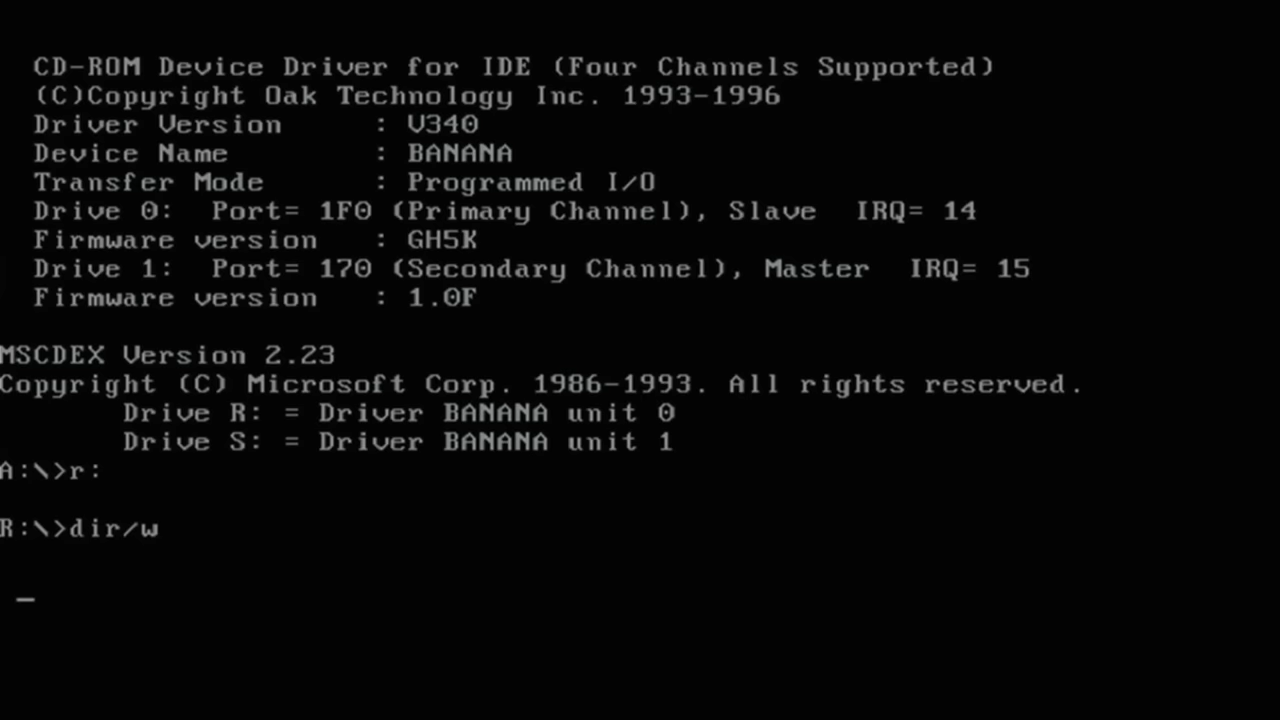 CD-ROM Device Driver for IDE (Four Channels Supported)
(C)Copyright Oak Technology Inc. 1993-1996
Driver Version     : V340
Device Name        : BANANA
Transfer Mode      : Programmed I/O
Drive 0:  Port= 1F0 (Primary Channel), Slave  IRQ= 14
Firmware version   : GH5K
Drive 1:  Port= 170 (Secondary Channel), Master  IRQ= 15
Firmware version   : 1.0F
MSCDEX Version 2.23
Copyright (C) Microsoft Corp. 1986-1993. All rights reserved.
Drive R: = Driver BANANA unit 0
Drive S: = Driver BANANA unit 1
A:\>r:
R:\>dir/w
_